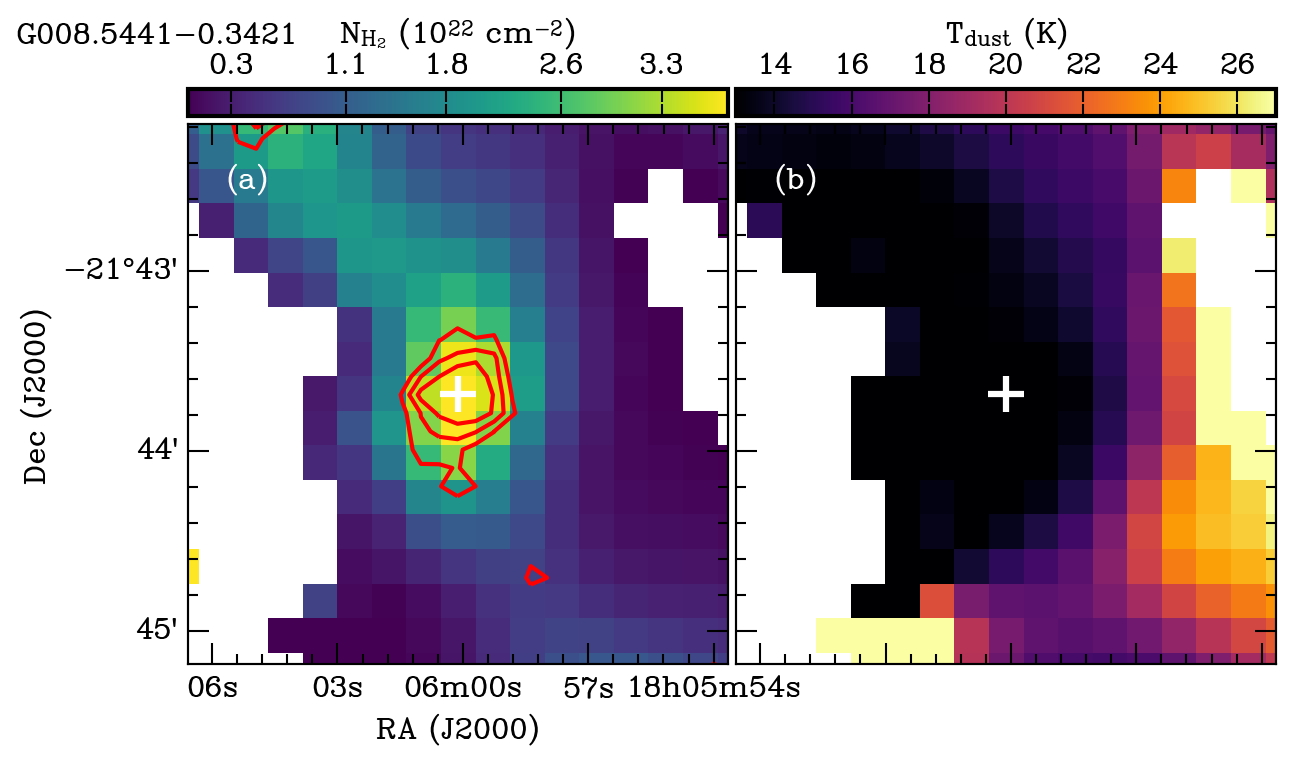 G008.5441−0.3421 N_H₂ (10²² cm⁻²) T_dust (K)
0.3 1.1 1.8 2.6 3.3 14 16 18 20 22 24 26
(a) (b)
−21°43'
44'
45'
Dec (J2000)
06s 03s 06m00s 57s 18h05m54s
RA (J2000)